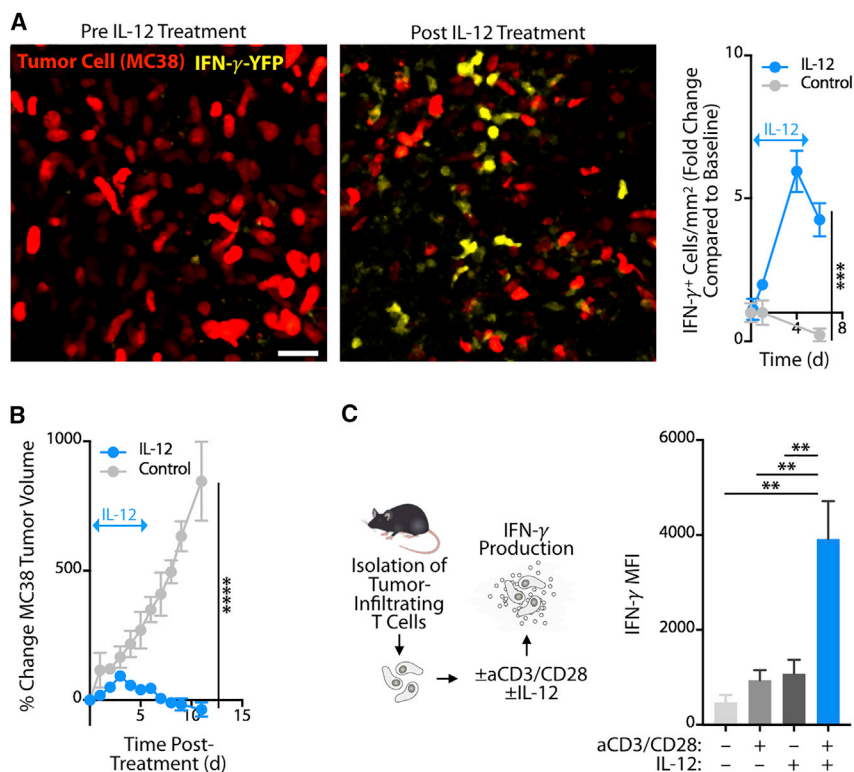 A
Pre IL-12 Treatment
Post IL-12 Treatment
Tumor Cell (MC38) IFN-γ-YFP
IFN-γ+ Cells/mm² (Fold Change
Compared to Baseline)
10
5
0
IL-12
Control
IL-12
***
4
8
Time (d)
B
% Change MC38 Tumor Volume
1000
500
0
IL-12
Control
IL-12
****
5
10
15
Time Post-
Treatment (d)
C
Isolation of
Tumor-
Infiltrating
T Cells
IFN-γ
Production
±aCD3/CD28
±IL-12
IFN-γ MFI
6000
4000
2000
0
**
**
**
aCD3/CD28: – + – +
IL-12: – – + +